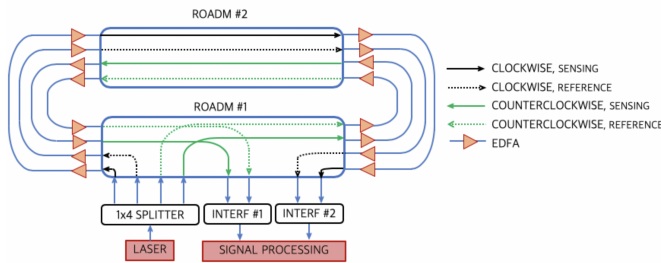 ROADM #2
CLOCKWISE, SENSING
CLOCKWISE, REFERENCE
COUNTERCLOCKWISE, SENSING
COUNTERCLOCKWISE, REFERENCE
EDFA
ROADM #1
1x4 SPLITTER
INTERF #1
INTERF #2
LASER
SIGNAL PROCESSING